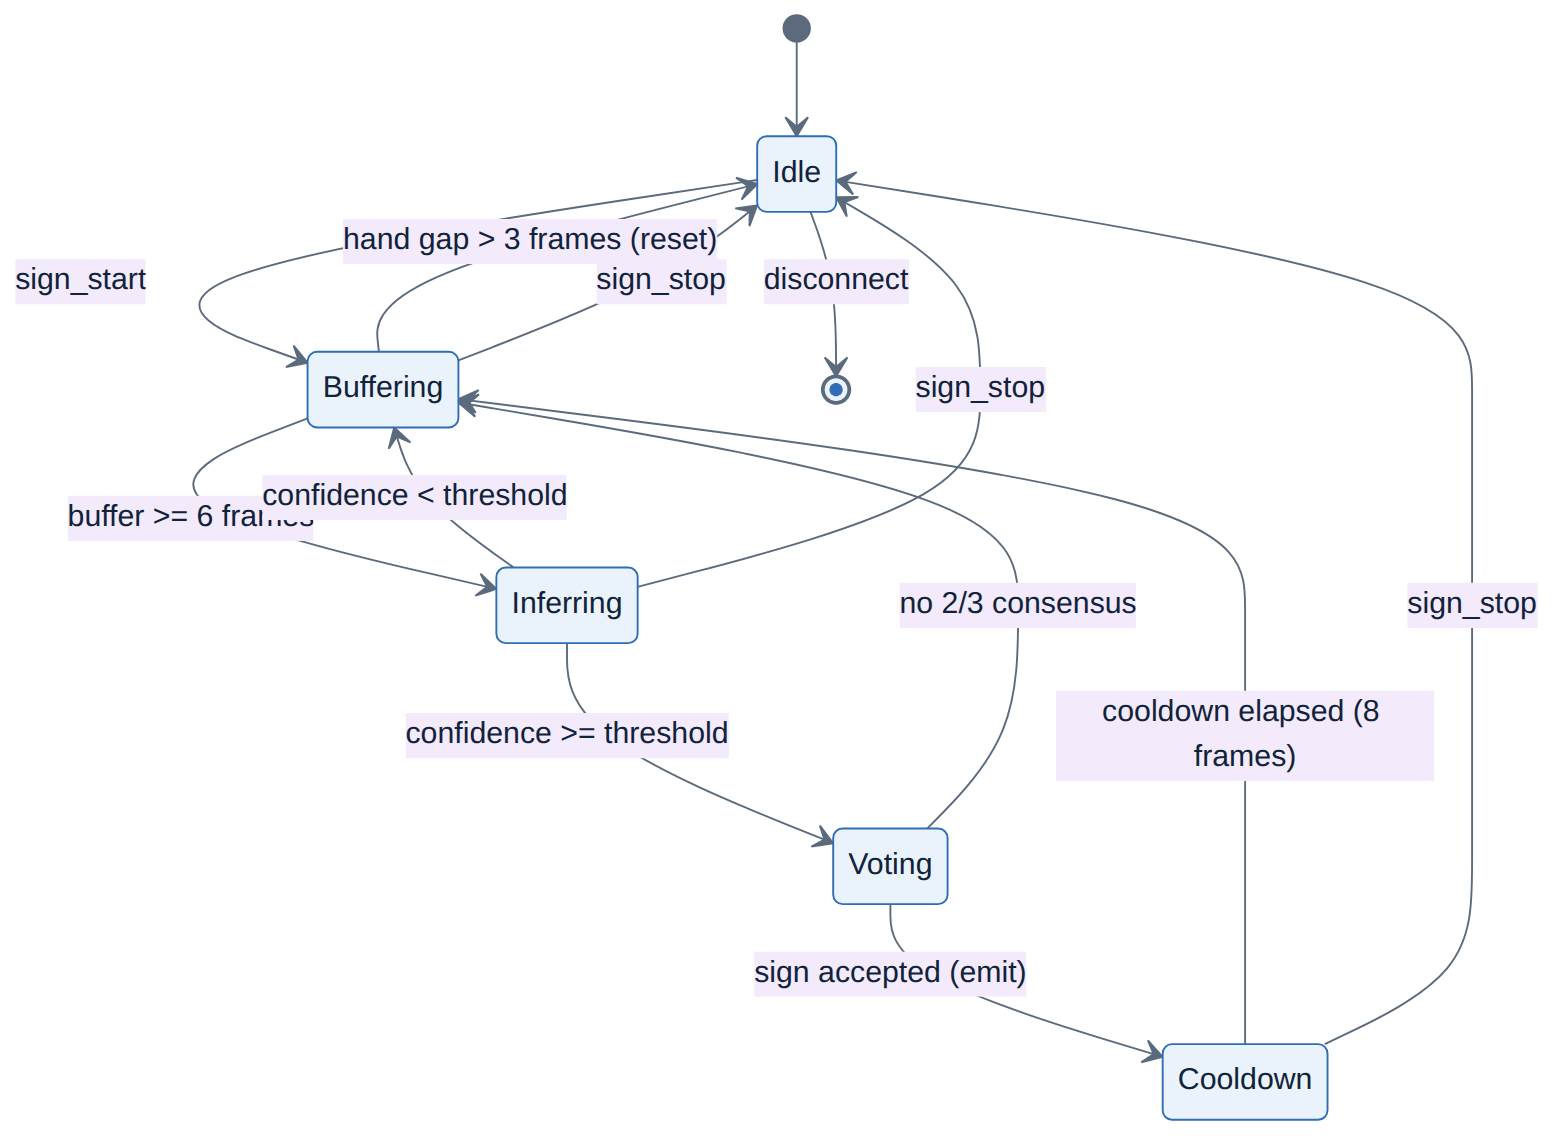 Idle
hand gap > 3 frames (reset)
sign_start
sign_stop
disconnect
Buffering
sign_stop
confidence < threshold
buffer >= 6 frames
Inferring
no 2/3 consensus
sign_stop
cooldown elapsed (8
frames)
confidence >= threshold
Voting
sign accepted (emit)
Cooldown